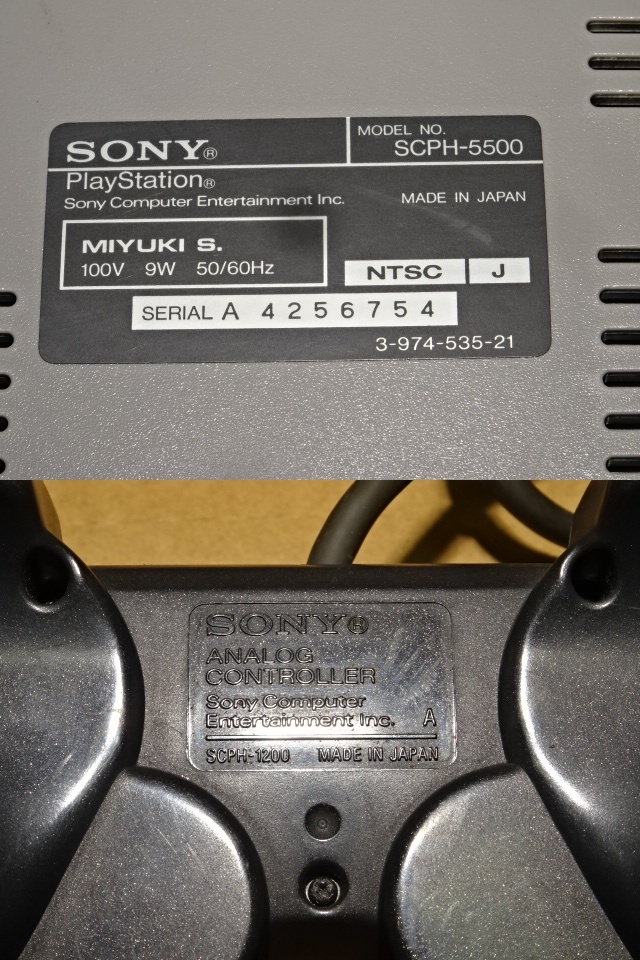 SONY®
MODEL NO.
SCPH-5500
PlayStation®
Sony Computer Entertainment Inc.
MADE IN JAPAN
MIYUKI S.
100V 9W 50/60Hz
NTSC J
SERIAL A 4256754
3-974-535-21
SONY®
ANALOG
CONTROLLER
Sony Computer
Entertainment Inc. A
SCPH-1200 MADE IN JAPAN